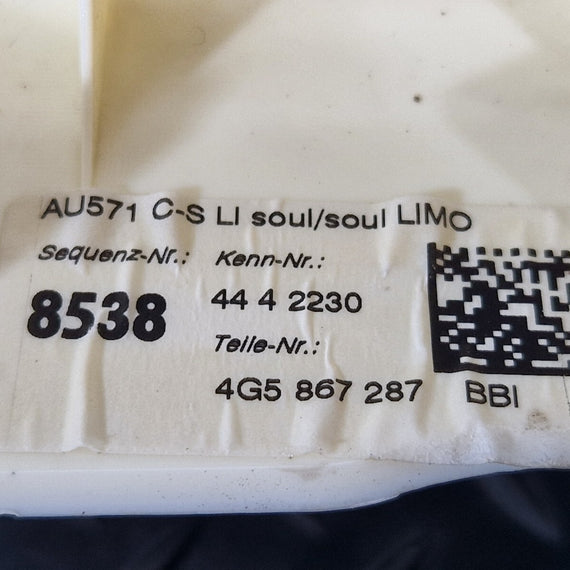 AU571 C-S LI soul/soul LIMO
Sequenz-Nr.: Kenn-Nr.:
8538 44 4 2230
Teile-Nr.:
4G5 867 287 BBI